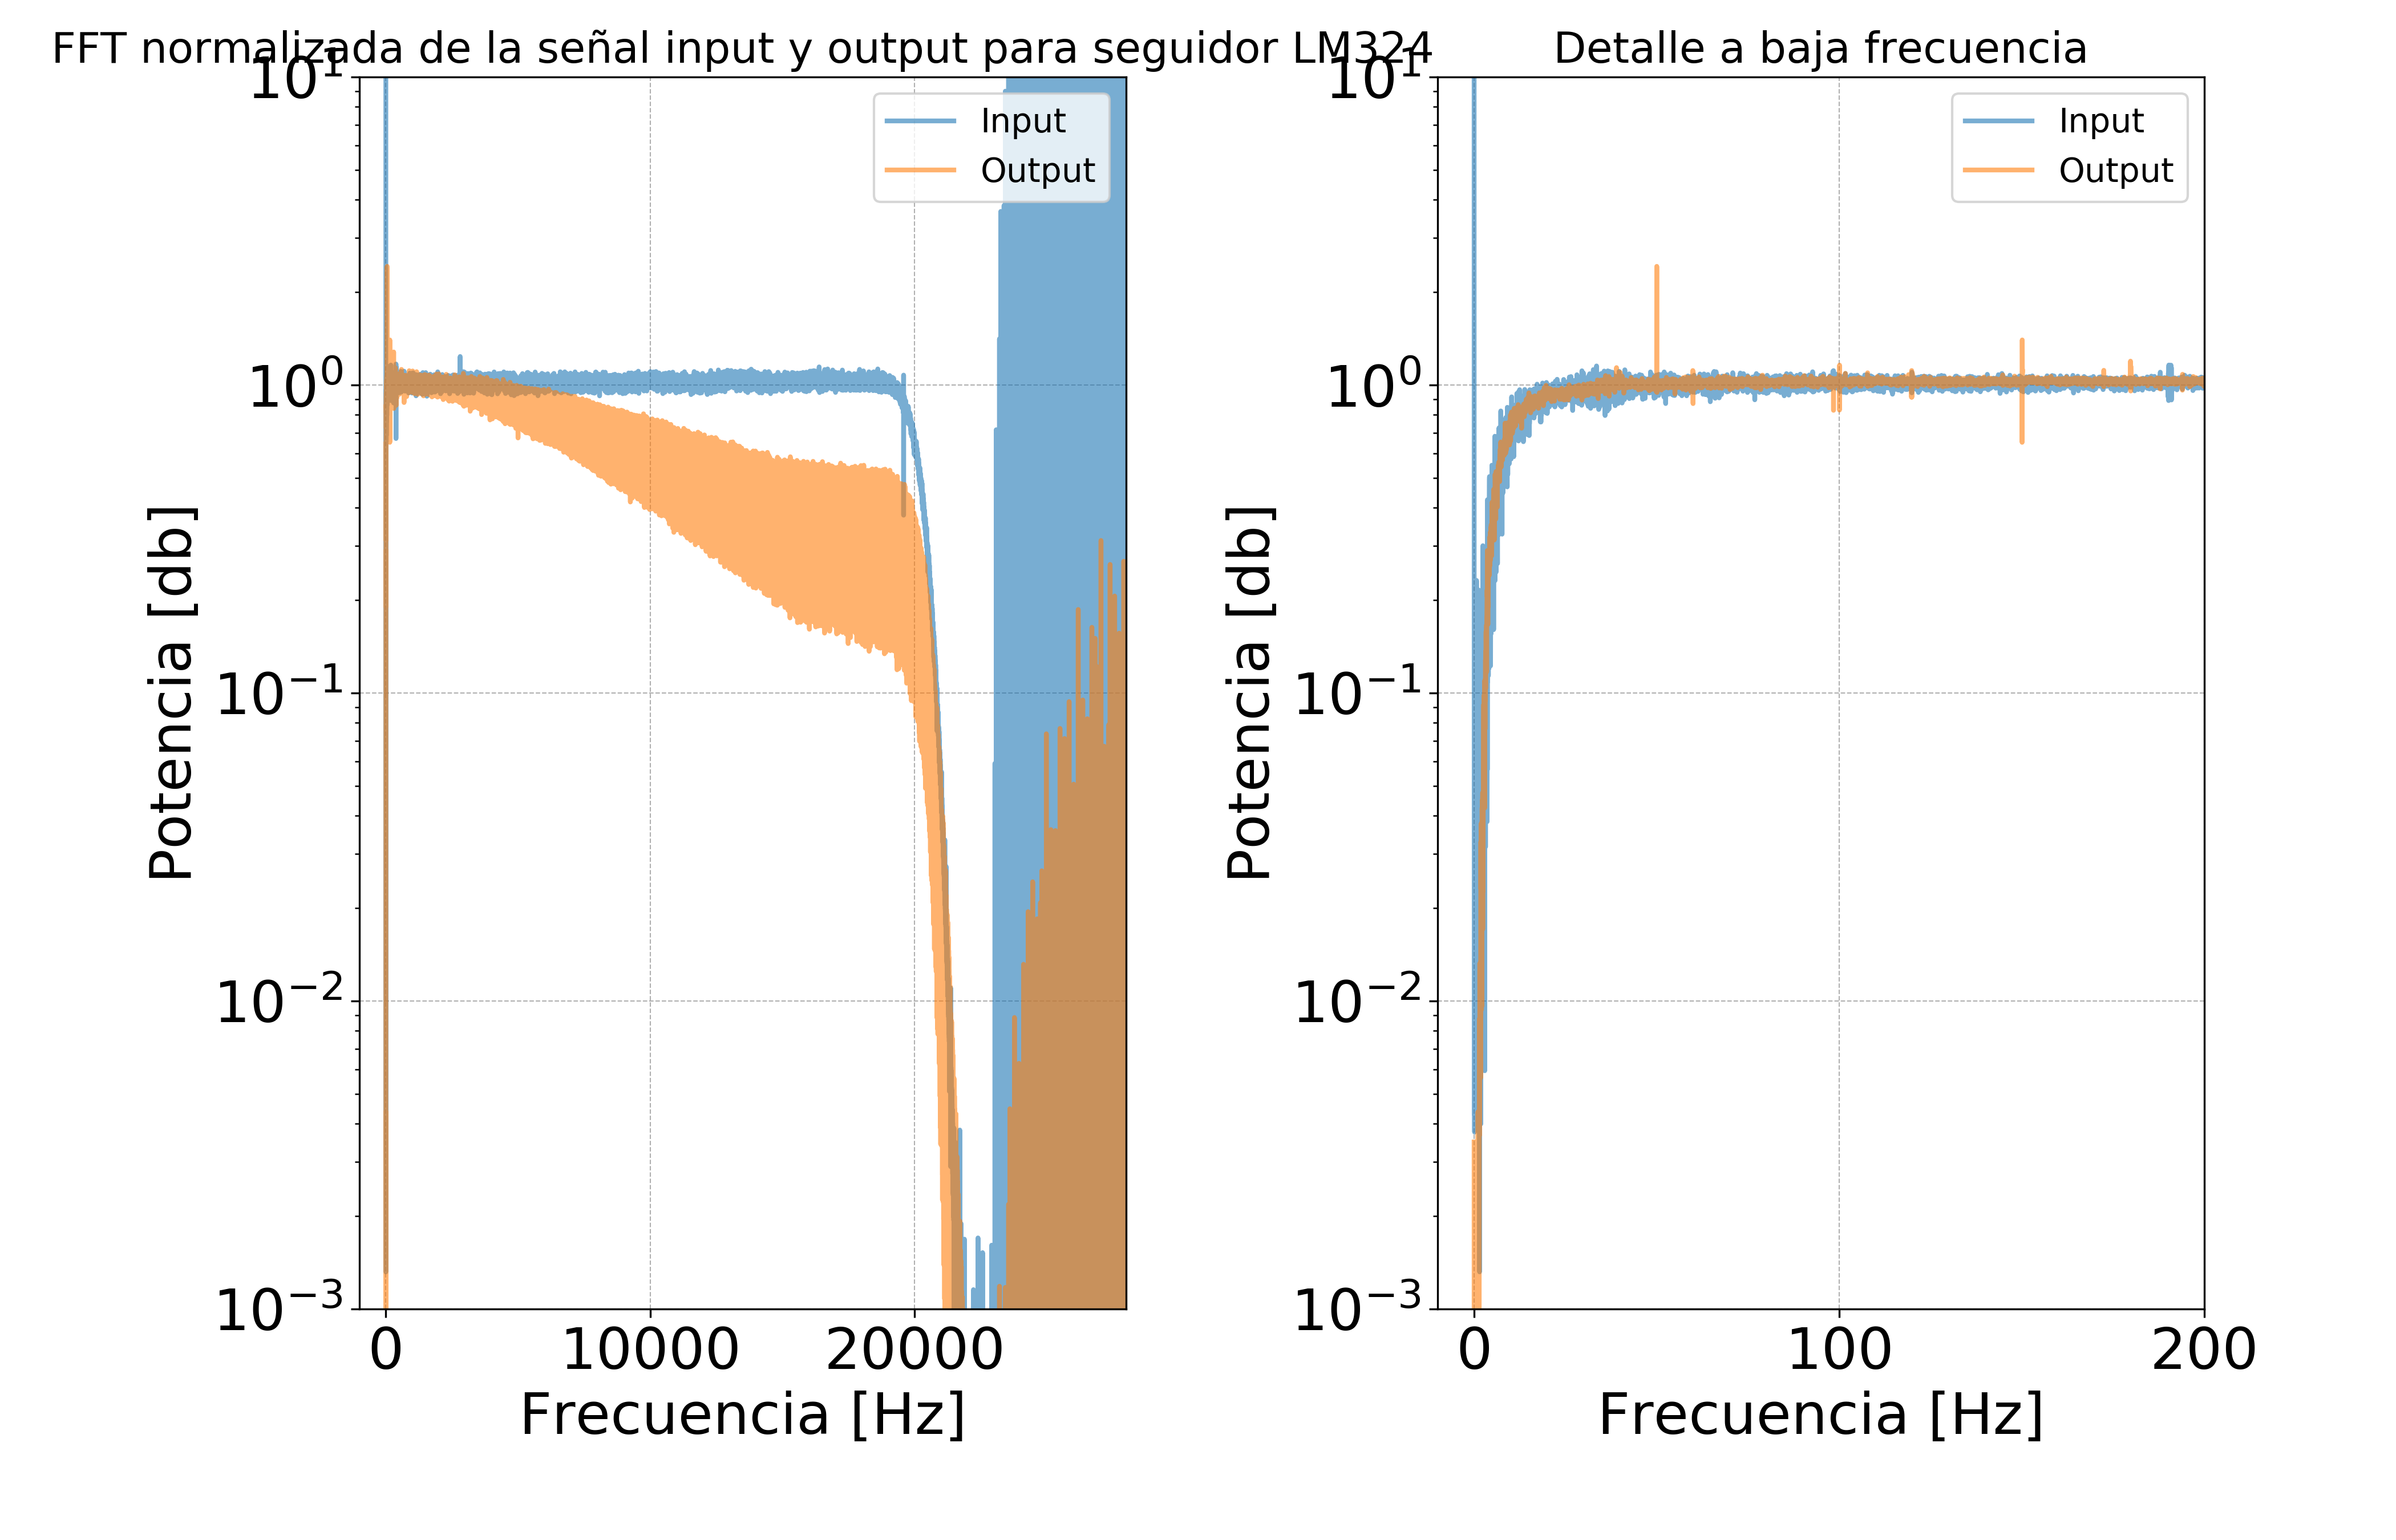 FFT normalizada de la señal input y output para seguidor LM324
10¹
10⁰
10⁻¹
10⁻²
10⁻³
Potencia [db]
0
10000
20000
Frecuencia [Hz]
Input
Output
Detalle a baja frecuencia
10¹
10⁰
10⁻¹
10⁻²
10⁻³
Potencia [db]
0
100
200
Frecuencia [Hz]
Input
Output